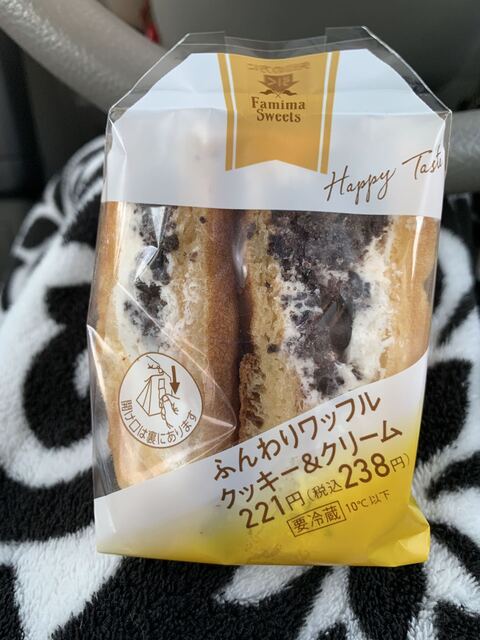 Famima
Sweets
Happy Tast
開け口は裏にあります
ふんわりワッフル
クッキー&クリーム
221円(税込238円)
要冷蔵 10℃以下